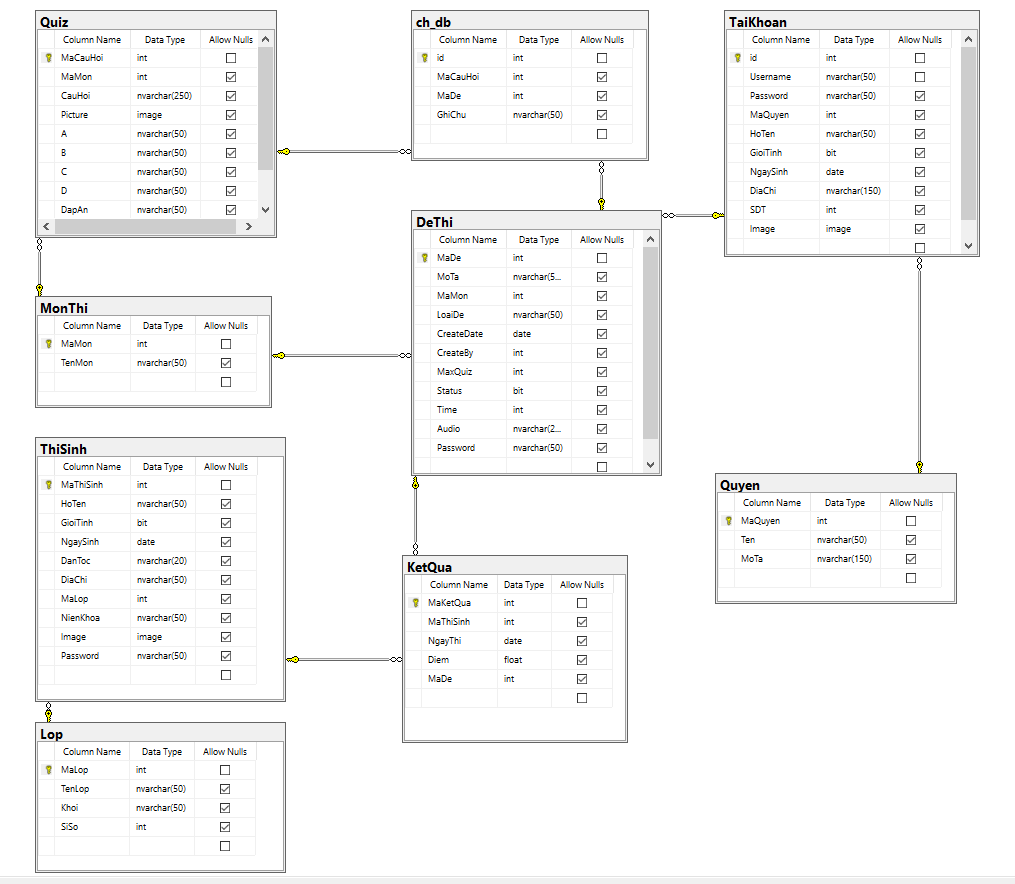 Quiz
Column Name Data Type Allow Nulls
MaCauHoi int
MaMon int
CauHoi nvarchar(250)
Picture image
A nvarchar(50)
B nvarchar(50)
C nvarchar(50)
D nvarchar(50)
DapAn nvarchar(50)
ch_db
Column Name Data Type Allow Nulls
id int
MaCauHoi int
MaDe int
GhiChu nvarchar(50)
TaiKhoan
Column Name Data Type Allow Nulls
id int
Username nvarchar(50)
Password nvarchar(50)
MaQuyen int
HoTen nvarchar(50)
GioiTinh bit
NgaySinh date
DiaChi nvarchar(150)
SDT int
Image image
DeThi
Column Name Data Type Allow Nulls
MaDe int
MoTa nvarchar(5...
MaMon int
LoaiDe nvarchar(50)
CreateDate date
CreateBy int
MaxQuiz int
Status bit
Time int
Audio nvarchar(2...
Password nvarchar(50)
MonThi
Column Name Data Type Allow Nulls
MaMon int
TenMon nvarchar(50)
ThiSinh
Column Name Data Type Allow Nulls
MaThiSinh int
HoTen nvarchar(50)
GioiTinh bit
NgaySinh date
DanToc nvarchar(20)
DiaChi nvarchar(50)
MaLop int
NienKhoa nvarchar(50)
Image image
Password nvarchar(50)
Quyen
Column Name Data Type Allow Nulls
MaQuyen int
Ten nvarchar(50)
MoTa nvarchar(150)
KetQua
Column Name Data Type Allow Nulls
MaKetQua int
MaThiSinh int
NgayThi date
Diem float
MaDe int
Lop
Column Name Data Type Allow Nulls
MaLop int
TenLop nvarchar(50)
Khoi nvarchar(50)
SiSo int